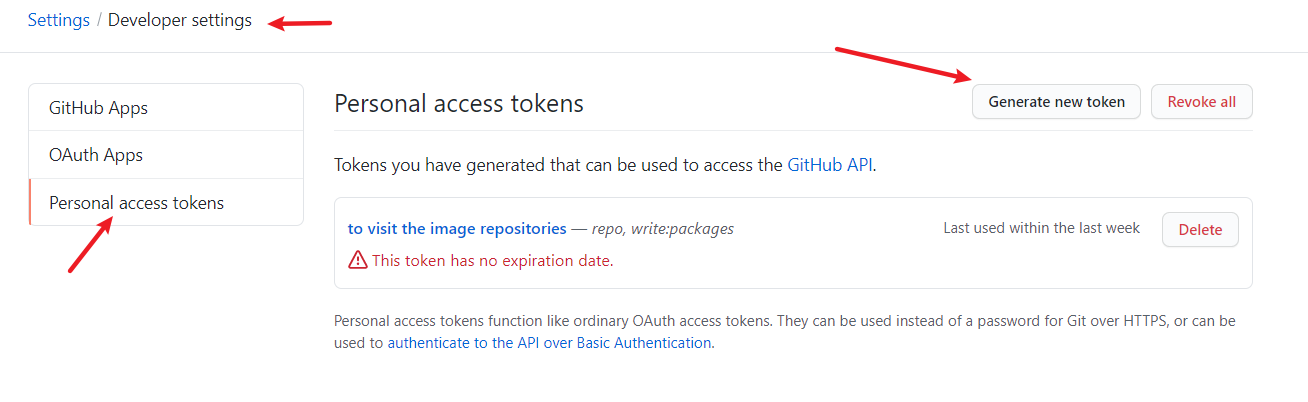 Settings / Developer settings
GitHub Apps
OAuth Apps
Personal access tokens
Personal access tokens
Generate new token
Revoke all
Tokens you have generated that can be used to access the GitHub API.
to visit the image repositories — repo, write:packages
Last used within the last week
Delete
This token has no expiration date.
Personal access tokens function like ordinary OAuth access tokens. They can be used instead of a password for Git over HTTPS, or can be
used to authenticate to the API over Basic Authentication.